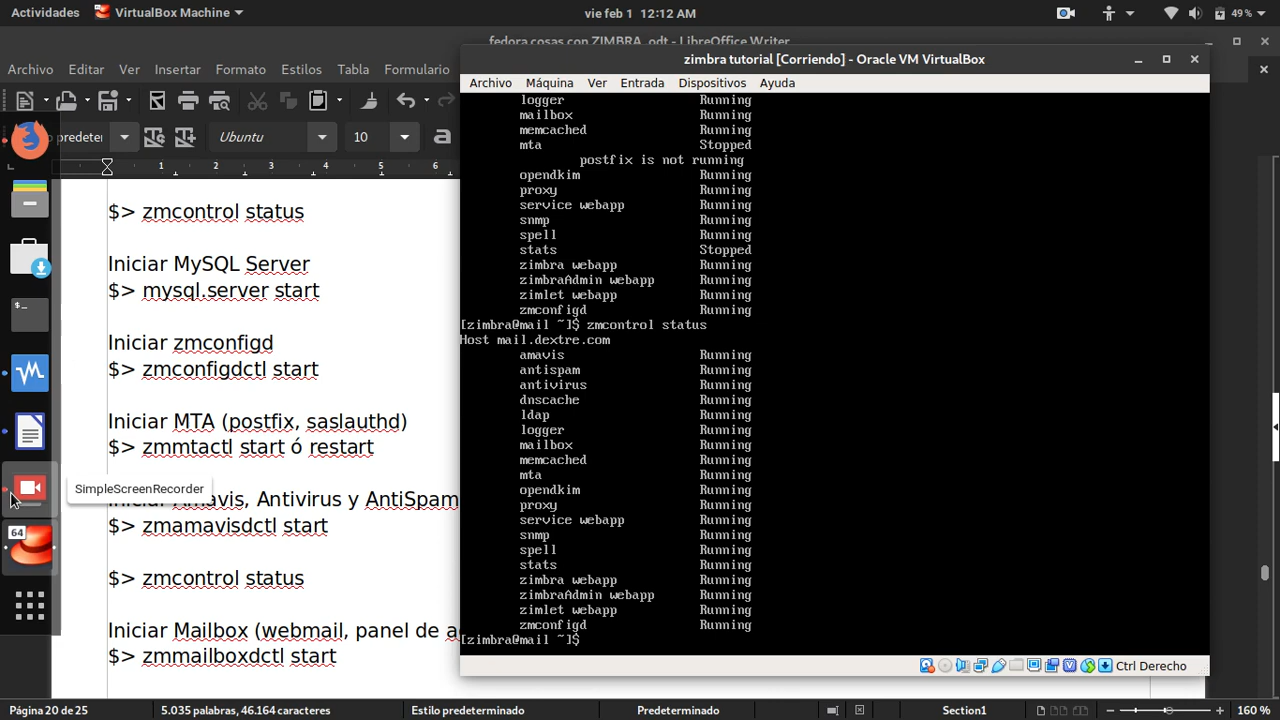 Actividades VirtualBox Machine vie feb 1 12:12 AM 49 %
fedora cosas con ZIMBRA .odt - LibreOffice Writer
Archivo Editar Ver Insertar Formato Estilos Tabla Formulario
Ubuntu 10
1 2 3 4 5 6
$> zmcontrol status
Iniciar MySQL Server
$> mysql.server start
Iniciar zmconfigd
$> zmconfigdctl start
Iniciar MTA (postfix, saslauthd)
$> zmmtactl start ó restart
SimpleScreenRecorder
Antivirus y AntiSpam
$> zmamavisdctl start
64
$> zmcontrol status
Iniciar Mailbox (webmail, panel de
$> zmmailboxdctl start
zimbra tutorial [Corriendo] - Oracle VM VirtualBox
Archivo Máquina Ver Entrada Dispositivos Ayuda
logger Running
mailbox Running
memcached Running
mta Stopped
postfix is not running
opendkim Running
proxy Running
service webapp Running
snmp Running
spell Running
stats Stopped
zimbra webapp Running
zimbraAdmin webapp Running
zimlet webapp Running
zmconfigd Running
[zimbra@mail ~]$ zmcontrol status
Host mail.dextre.com
amavis Running
antispam Running
antivirus Running
dnscache Running
ldap Running
logger Running
mailbox Running
memcached Running
mta Running
opendkim Running
proxy Running
service webapp Running
snmp Running
spell Running
stats Running
zimbra webapp Running
zimbraAdmin webapp Running
zimlet webapp Running
zmconfigd Running
[zimbra@mail ~]$
Ctrl Derecho
Página 20 de 25 5.035 palabras, 46.164 caracteres Estilo predeterminado Predeterminado Section1 160 %